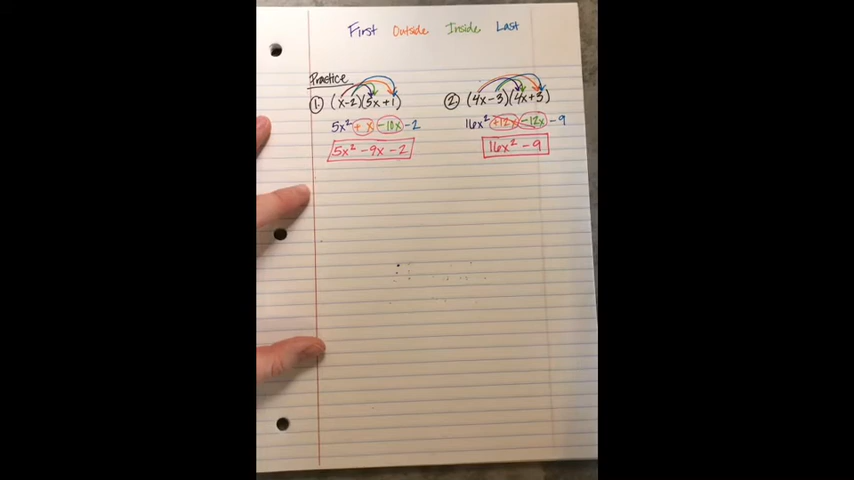 First Outside Inside Last
Practice
1. (x-2)(5x+1)
5x² + x - 10x - 2
5x² - 9x - 2
2. (4x-3)(4x+3)
16x² +12x -12x -9
16x² - 9